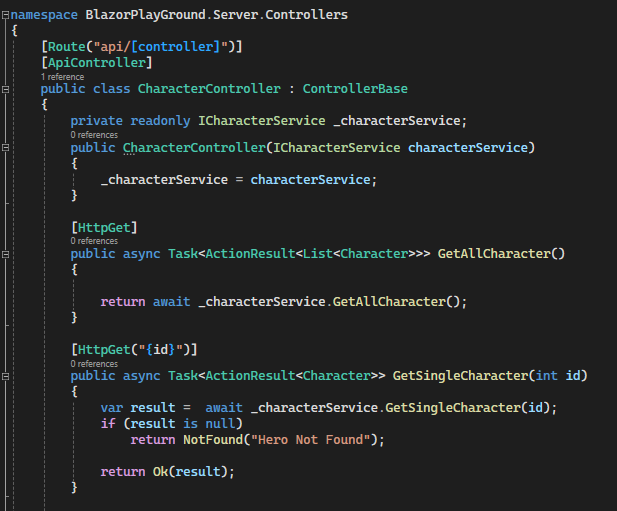 namespace BlazorPlayGround.Server.Controllers
{
[Route("api/[controller]")]
[ApiController]
1 reference
public class CharacterController : ControllerBase
{
private readonly ICharacterService _characterService;
0 references
public CharacterController(ICharacterService characterService)
{
_characterService = characterService;
}
[HttpGet]
0 references
public async Task<ActionResult<List<Character>>> GetAllCharacter()
{
return await _characterService.GetAllCharacter();
}
[HttpGet("{id}")]
0 references
public async Task<ActionResult<Character>> GetSingleCharacter(int id)
{
var result =  await _characterService.GetSingleCharacter(id);
if (result is null)
return NotFound("Hero Not Found");
return Ok(result);
}